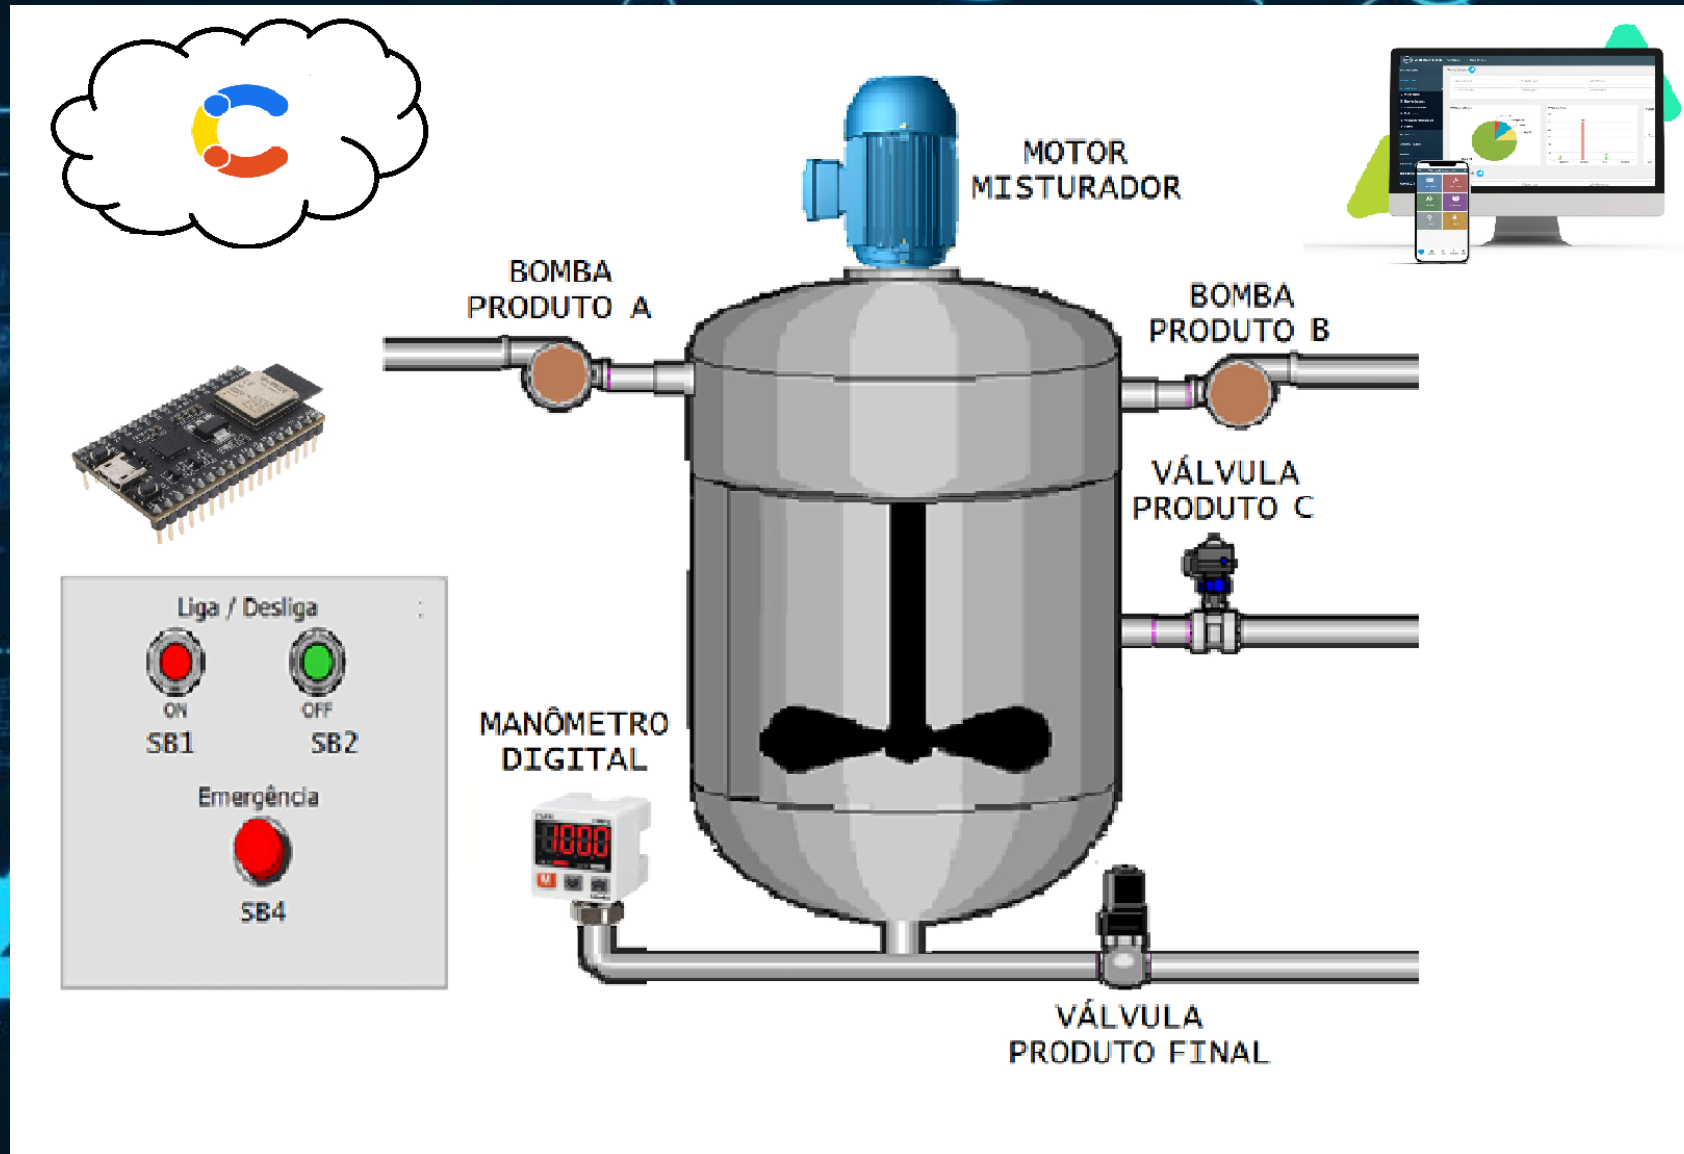 MOTOR
MISTURADOR
BOMBA
PRODUTO A
BOMBA
PRODUTO B
VÁLVULA
PRODUTO C
Liga / Desliga :
ON
OFF
SB1
SB2
Emergência
SB4
MANÔMETRO
DIGITAL
1000
M
VÁLVULA
PRODUTO FINAL